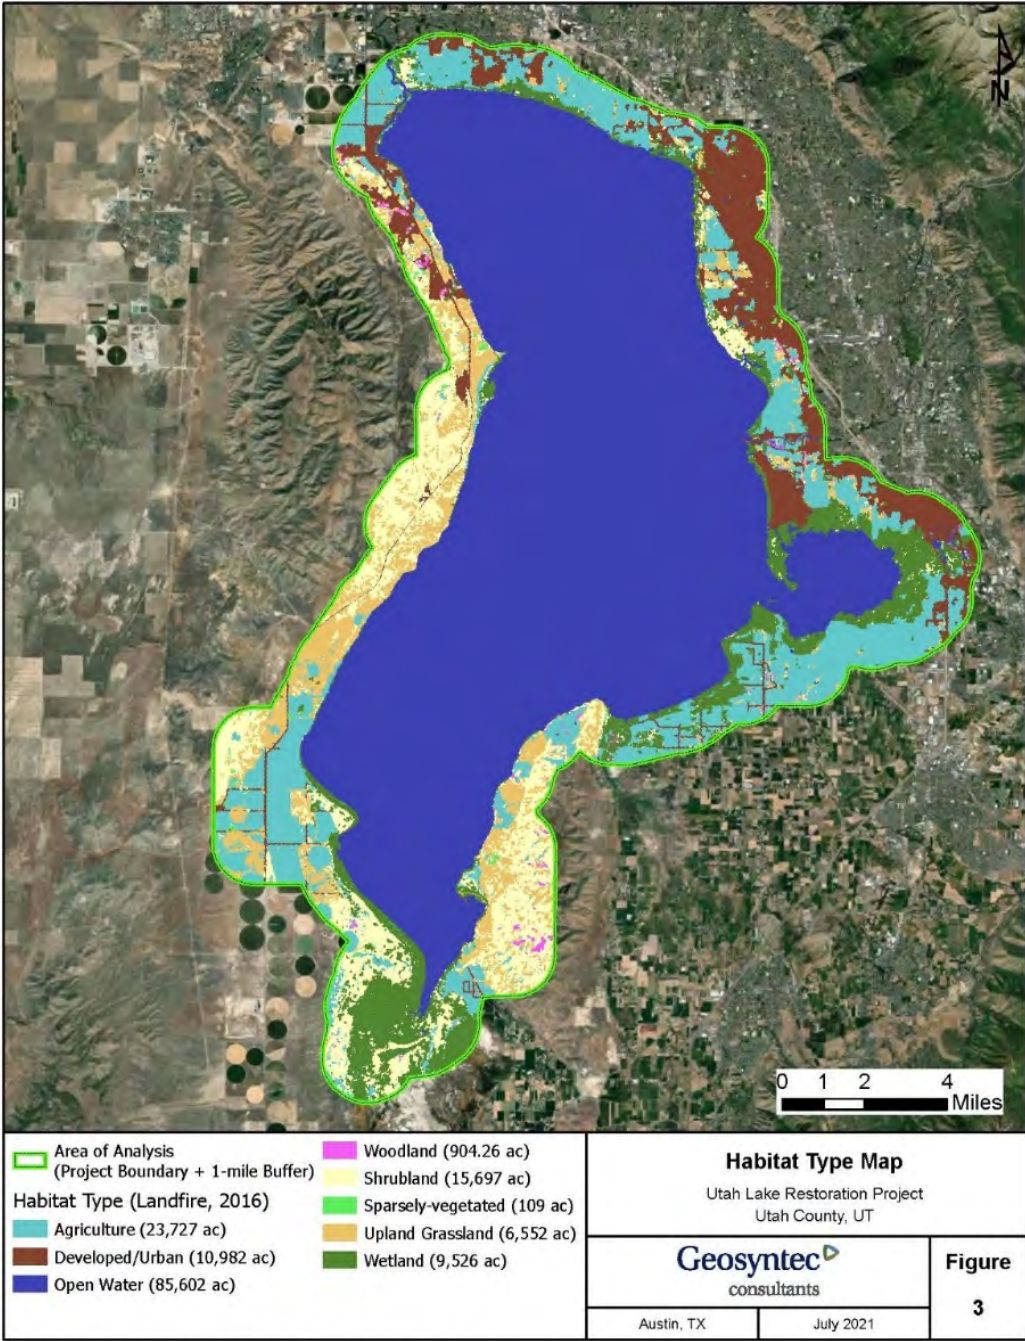 N
0 1 2 4
Miles
Area of Analysis
(Project Boundary + 1-mile Buffer)
Habitat Type (Landfire, 2016)
Agriculture (23,727 ac)
Developed/Urban (10,982 ac)
Open Water (85,602 ac)
Woodland (904.26 ac)
Shrubland (15,697 ac)
Sparsely-vegetated (109 ac)
Upland Grassland (6,552 ac)
Wetland (9,526 ac)
Habitat Type Map
Utah Lake Restoration Project
Utah County, UT
Geosyntec
consultants
Austin, TX
July 2021
Figure
3